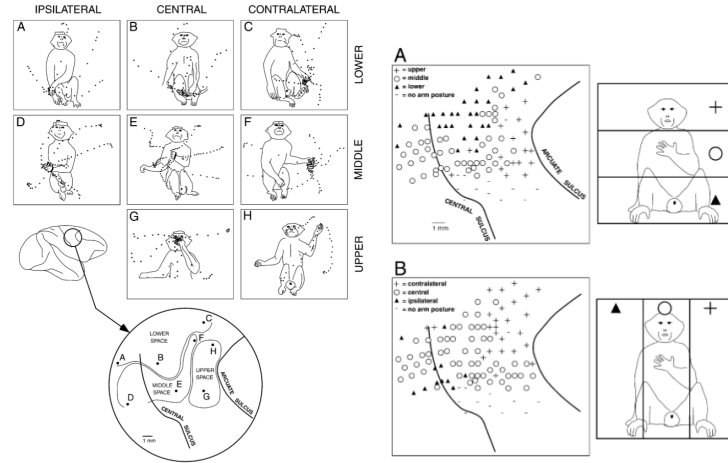 IPSILATERAL
CENTRAL
CONTRALATERAL
A
B
C
LOWER
D
E
F
MIDDLE
G
H
UPPER
C
LOWER SPACE
F
H
A
B
UPPER SPACE
MIDDLE SPACE
E
D
G
ARCUATE SULCUS
CENTRAL SULCUS
1 mm
A
+ = upper
○ = middle
▲ = lower
- = no arm posture
ARCUATE SULCUS
CENTRAL SULCUS
1 mm
+
○
▲
B
+ = contralateral
○ = central
▲ = ipsilateral
- = no arm posture
▲
○
+